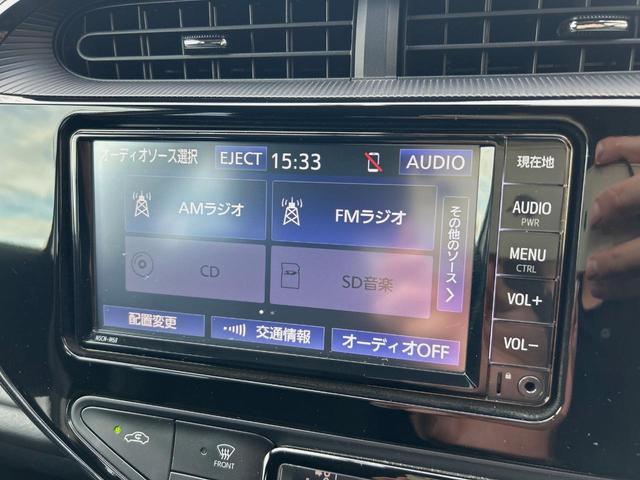 オーディオソース選択 EJECT 15:33 AUDIO
AMラジオ FMラジオ
その他のソース
CD SD音楽
配置変更 交通情報 オーディオOFF
NSCN-W68
現在地
AUDIO
PWR
MENU
CTRL
VOL+
VOL-
FRONT